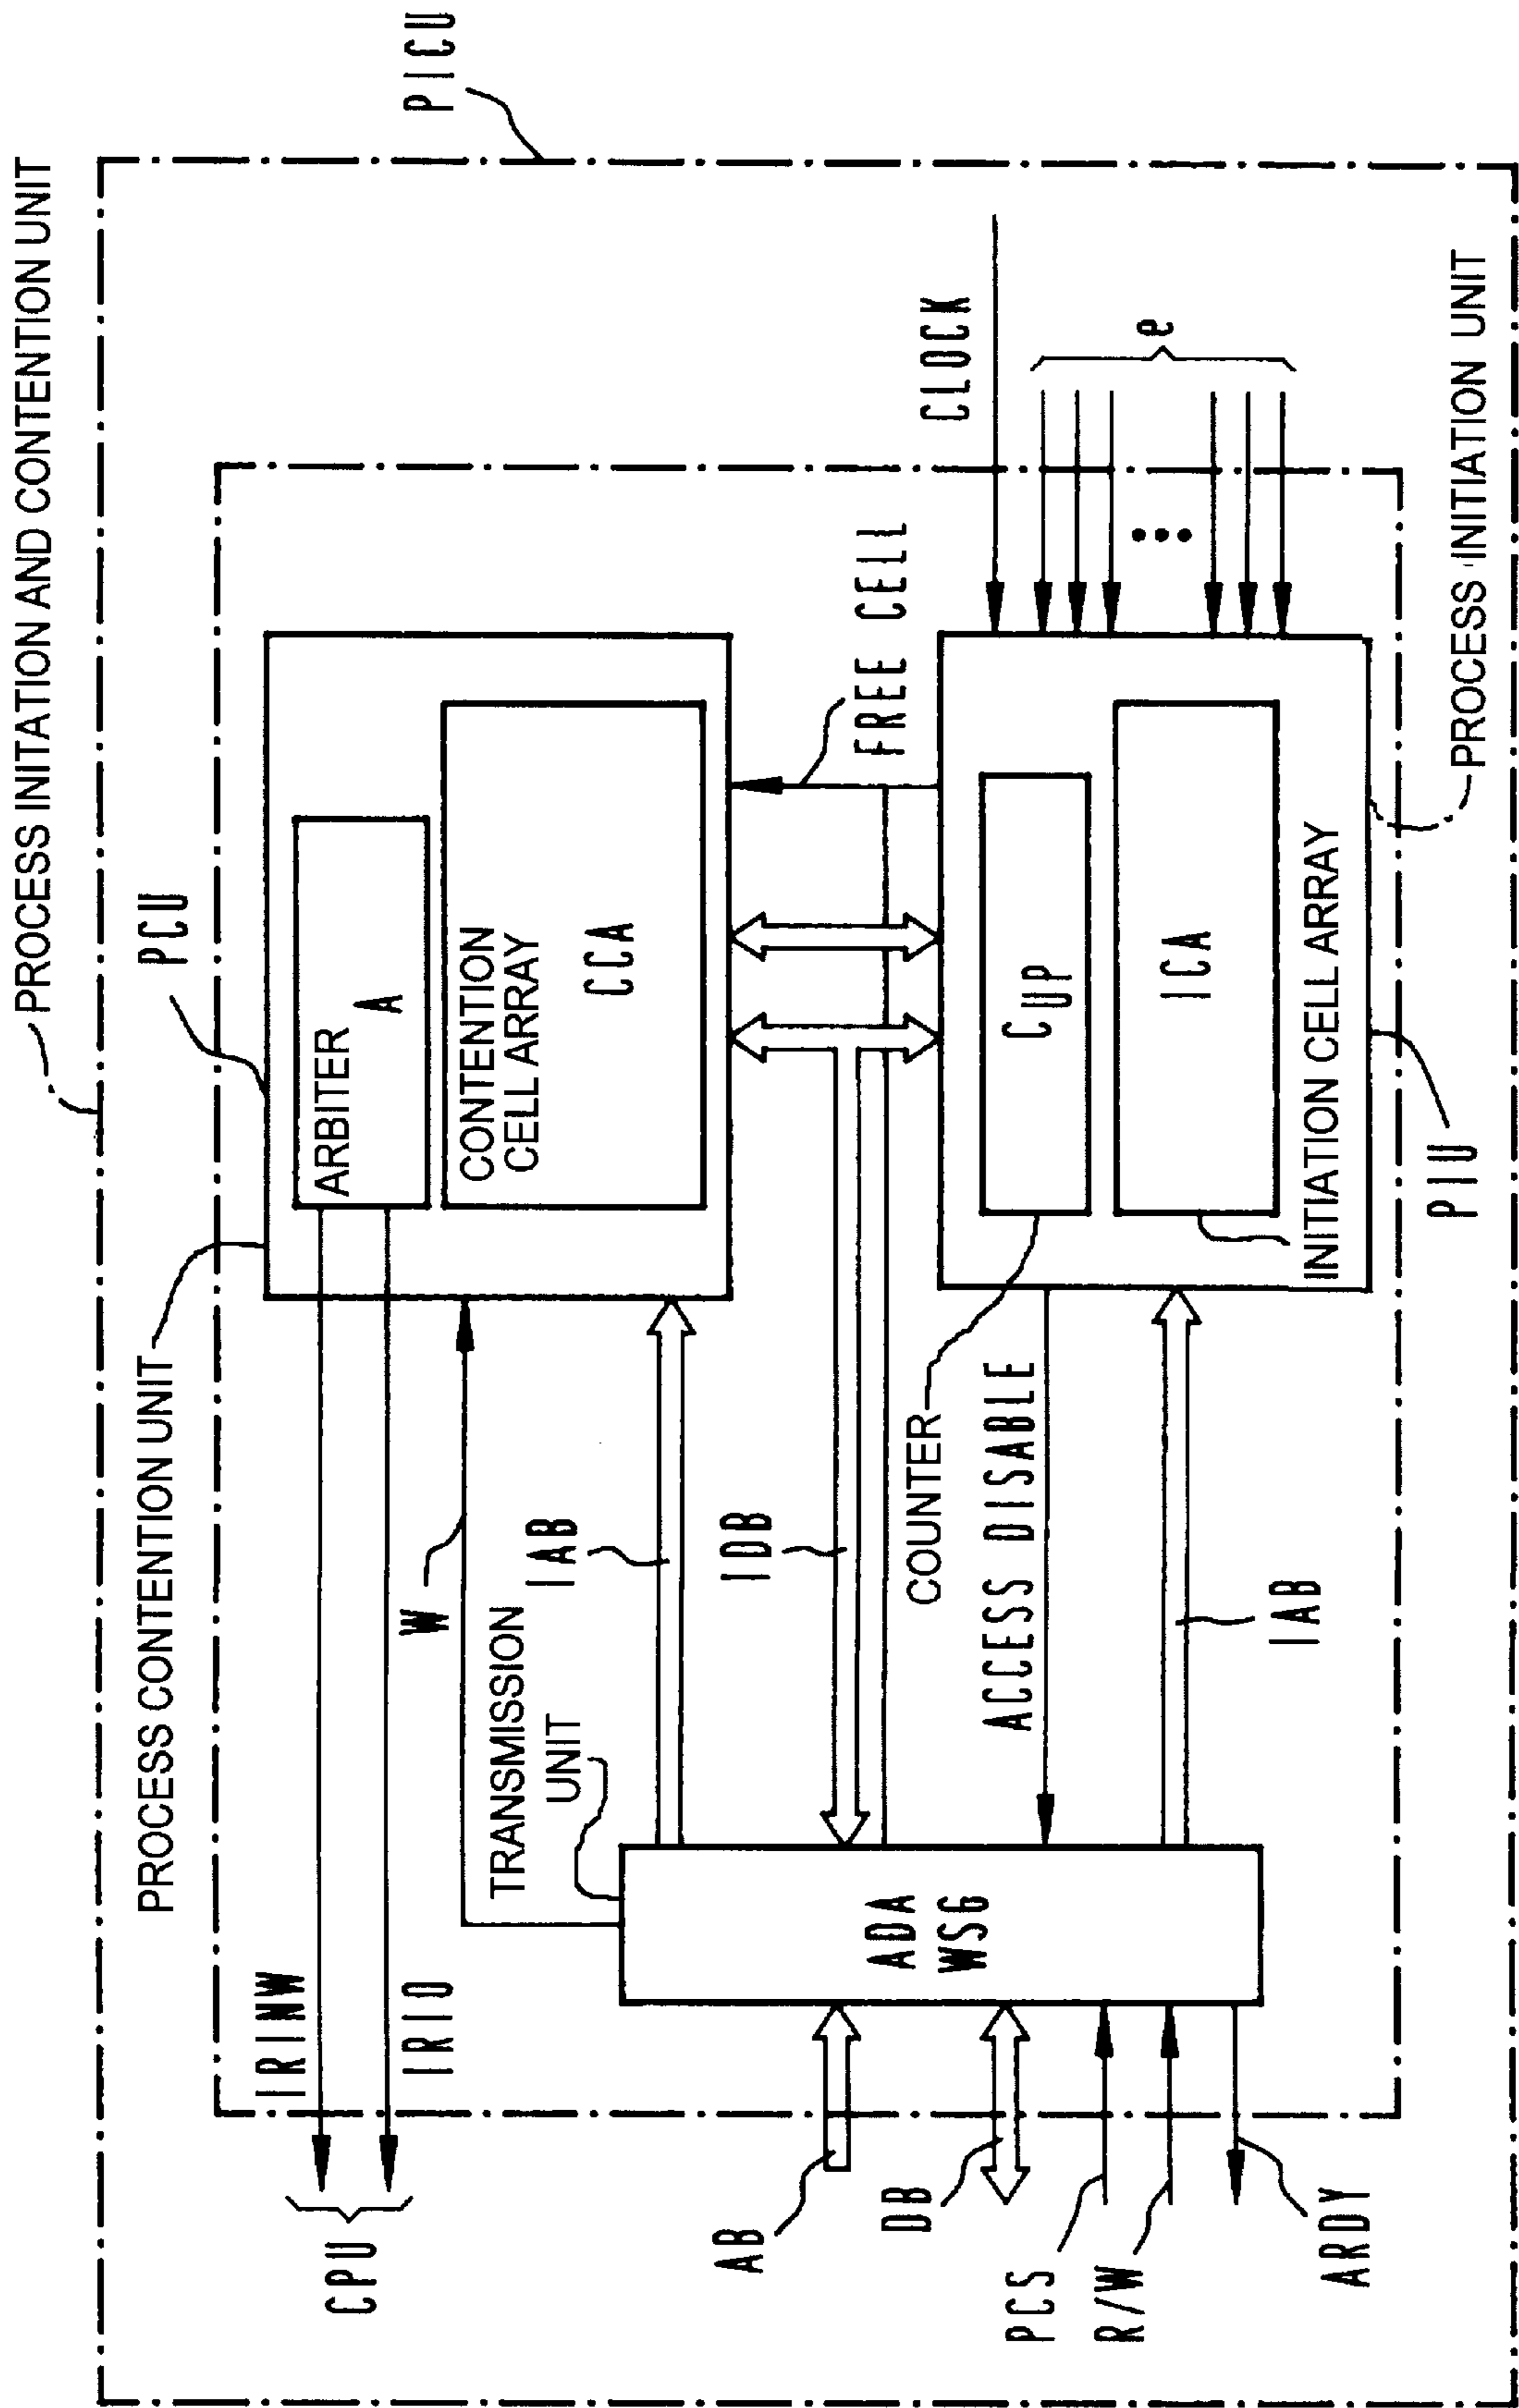 PROCESS INITATION AND CONTENTION UNIT
PICU
PROCESS CONTENTION UNIT
PCU
IRINW
IRIO
CPU
ARBITER
A
CONTENTION
CELL ARRAY
CCA
W
TRANSMISSION
UNIT
IAB
IDB
FREE CELL
CLOCK
e
ADA
WSG
AB
DB
PCS
R/W
ARDY
COUNTER
ACCESS DISABLE
IAB
CUP
ICA
INITIATION CELL ARRAY
PIU
PROCESS INITIATION UNIT